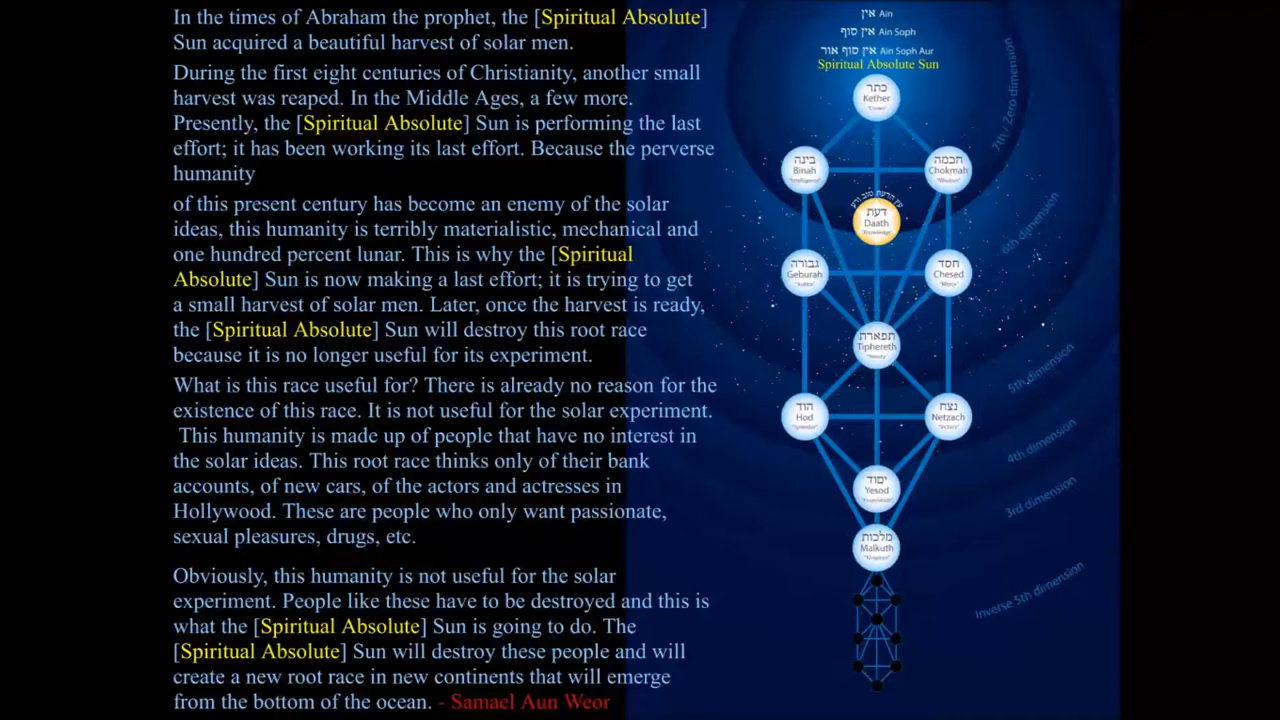 In the times of Abraham the prophet, the [Spiritual Absolute]
Sun acquired a beautiful harvest of solar men.
During the first eight centuries of Christianity, another small
harvest was reaped. In the Middle Ages, a few more.
Presently, the [Spiritual Absolute] Sun is performing the last
effort; it has been working its last effort. Because the perverse
humanity
of this present century has become an enemy of the solar
ideas, this humanity is terribly materialistic, mechanical and
one hundred percent lunar. This is why the [Spiritual
Absolute] Sun is now making a last effort; it is trying to get
a small harvest of solar men. Later, once the harvest is ready,
the [Spiritual Absolute] Sun will destroy this root race
because it is no longer useful for its experiment.
What is this race useful for? There is already no reason for the
existence of this race. It is not useful for the solar experiment.
This humanity is made up of people that have no interest in
the solar ideas. This root race thinks only of their bank
accounts, of new cars, of the actors and actresses in
Hollywood. These are people who only want passionate,
sexual pleasures, drugs, etc.
Obviously, this humanity is not useful for the solar
experiment. People like these have to be destroyed and this is
what the [Spiritual Absolute] Sun is going to do. The
[Spiritual Absolute] Sun will destroy these people and will
create a new root race in new continents that will emerge
from the bottom of the ocean. - Samael Aun Weor
אין Ain
אין סוף Ain Soph
אין סוף אור Ain Soph Aur
Spiritual Absolute Sun
כתר
Kether
"Crown"
בינה
Binah
"Intelligence"
חכמה
Chokmah
"Wisdom"
עץ הדעת טוב ורע
דעת
Daath
"Knowledge"
גבורה
Geburah
"Justice"
חסד
Chesed
"Mercy"
תפארת
Tiphereth
"Beauty"
הוד
Hod
"Splendor"
נצח
Netzach
"Victory"
יסוד
Yesod
"Foundation"
מלכות
Malkuth
"Kingdom"
7th / Zero dimension
6th dimension
5th dimension
4th dimension
3rd dimension
Inverse 5th dimension